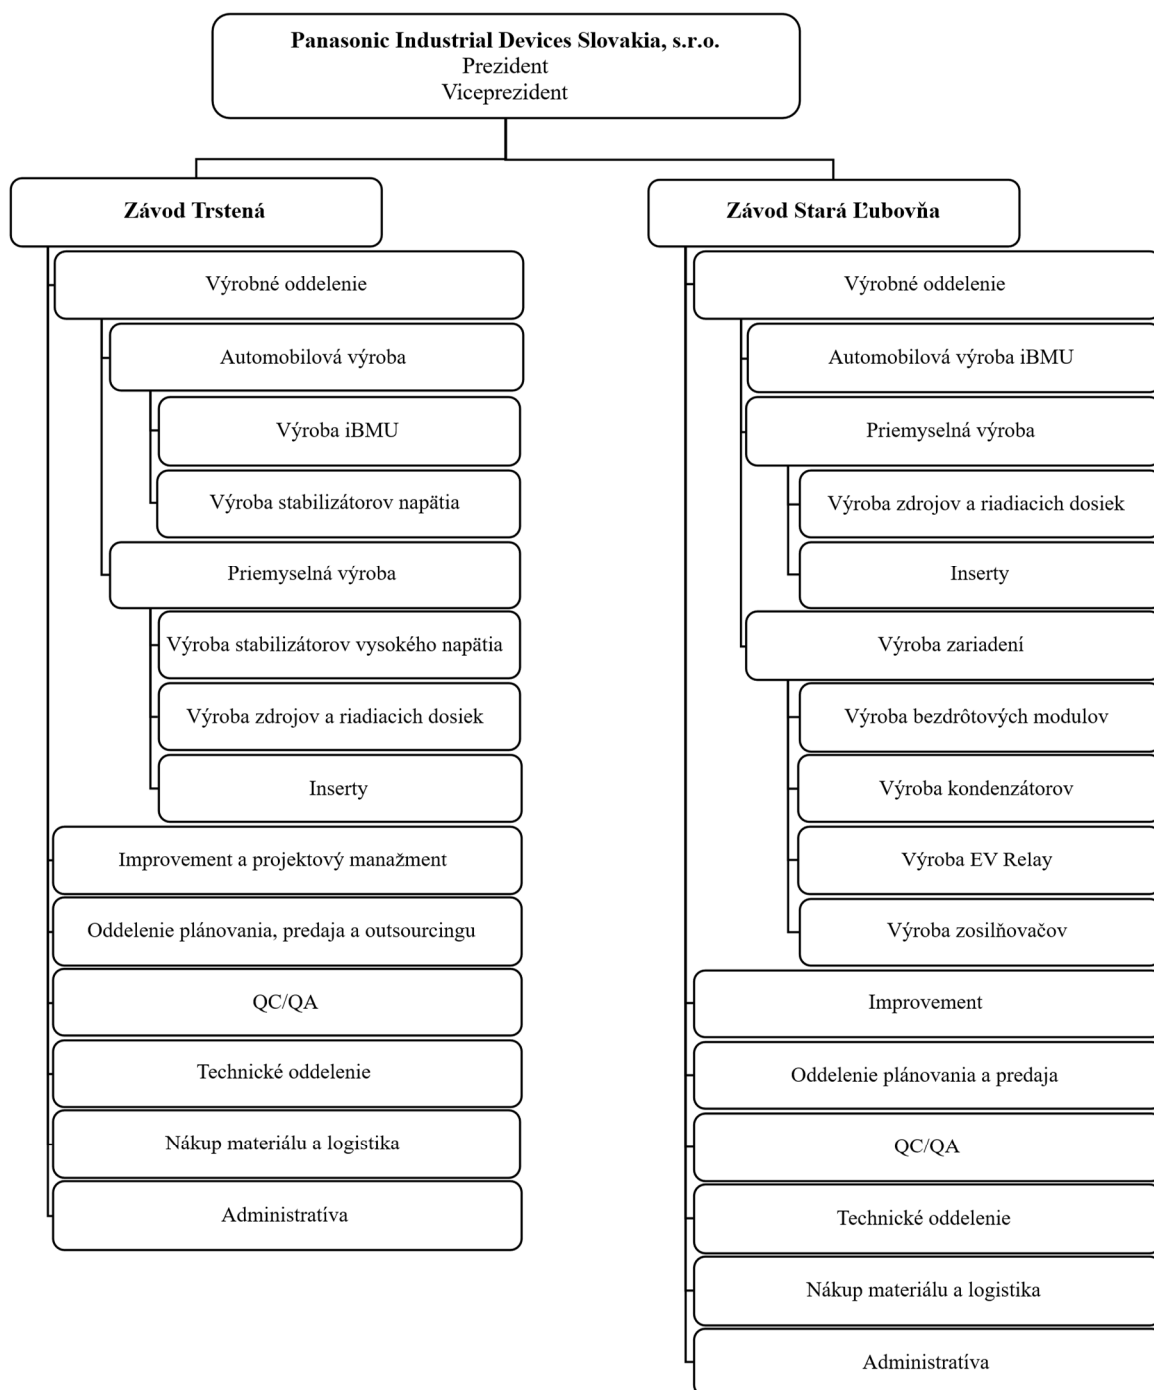 Panasonic Industrial Devices Slovakia, s.r.o.
Prezident
Viceprezident
Závod Trstená
Výrobné oddelenie
Automobilová výroba
Výroba iBMU
Výroba stabilizátorov napätia
Priemyselná výroba
Výroba stabilizátorov vysokého napätia
Výroba zdrojov a riadiacich dosiek
Inserty
Improvement a projektový manažment
Oddelenie plánovania, predaja a outsourcingu
QC/QA
Technické oddelenie
Nákup materiálu a logistika
Administratíva
Závod Stará Ľubovňa
Výrobné oddelenie
Automobilová výroba iBMU
Priemyselná výroba
Výroba zdrojov a riadiacich dosiek
Inserty
Výroba zariadení
Výroba bezdrôtových modulov
Výroba kondenzátorov
Výroba EV Relay
Výroba zosilňovačov
Improvement
Oddelenie plánovania a predaja
QC/QA
Technické oddelenie
Nákup materiálu a logistika
Administratíva